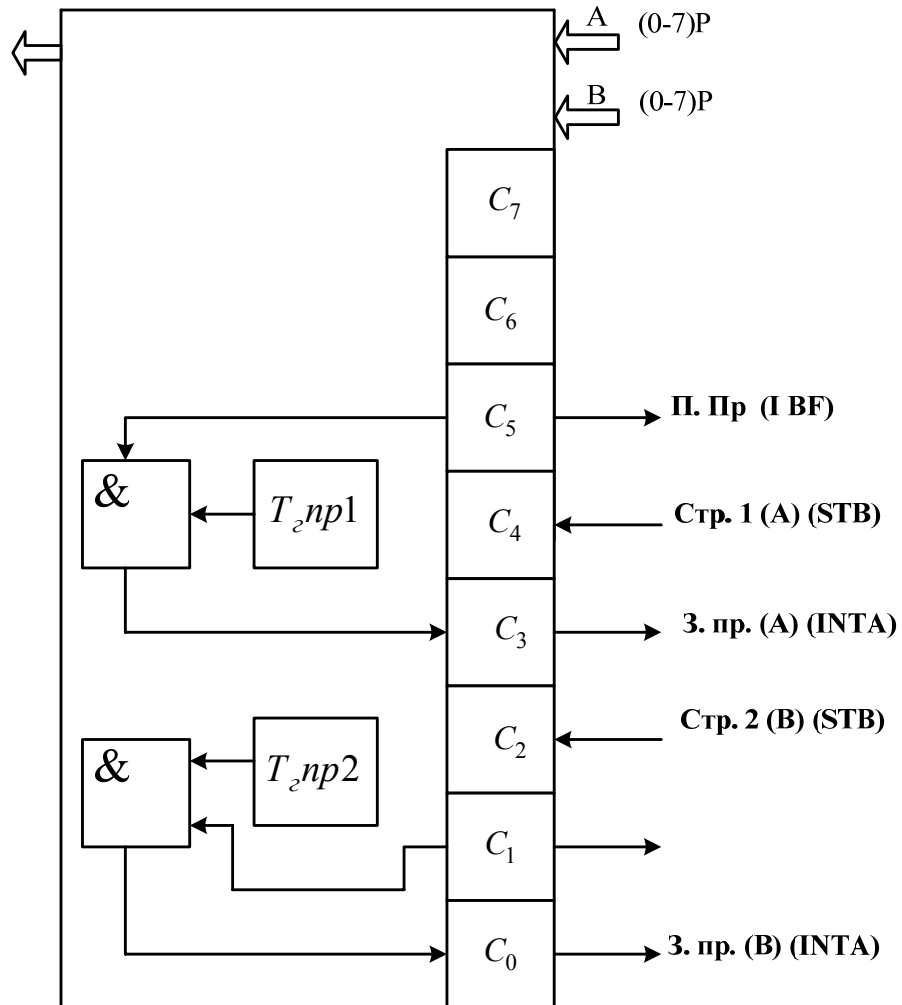 A (0-7)P
B (0-7)P
C7
C6
C5
П. Пр (I BF)
&
Tгпр1
C4
Стр. 1 (А) (STB)
C3
З. пр. (А) (INTA)
C2
Стр. 2 (В) (STB)
&
Tгпр2
C1
C0
З. пр. (В) (INTA)